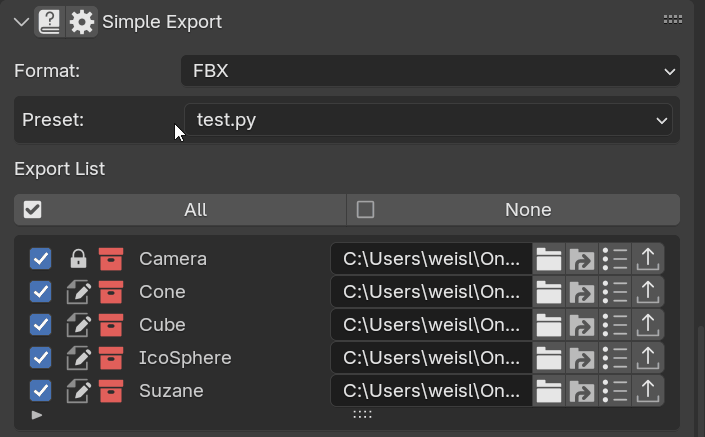 Simple Export
Format: FBX
Preset: test.py
Export List
All None
Camera C:\Users\weisl\On...
Cone C:\Users\weisl\On...
Cube C:\Users\weisl\On...
IcoSphere C:\Users\weisl\On...
Suzane C:\Users\weisl\On...